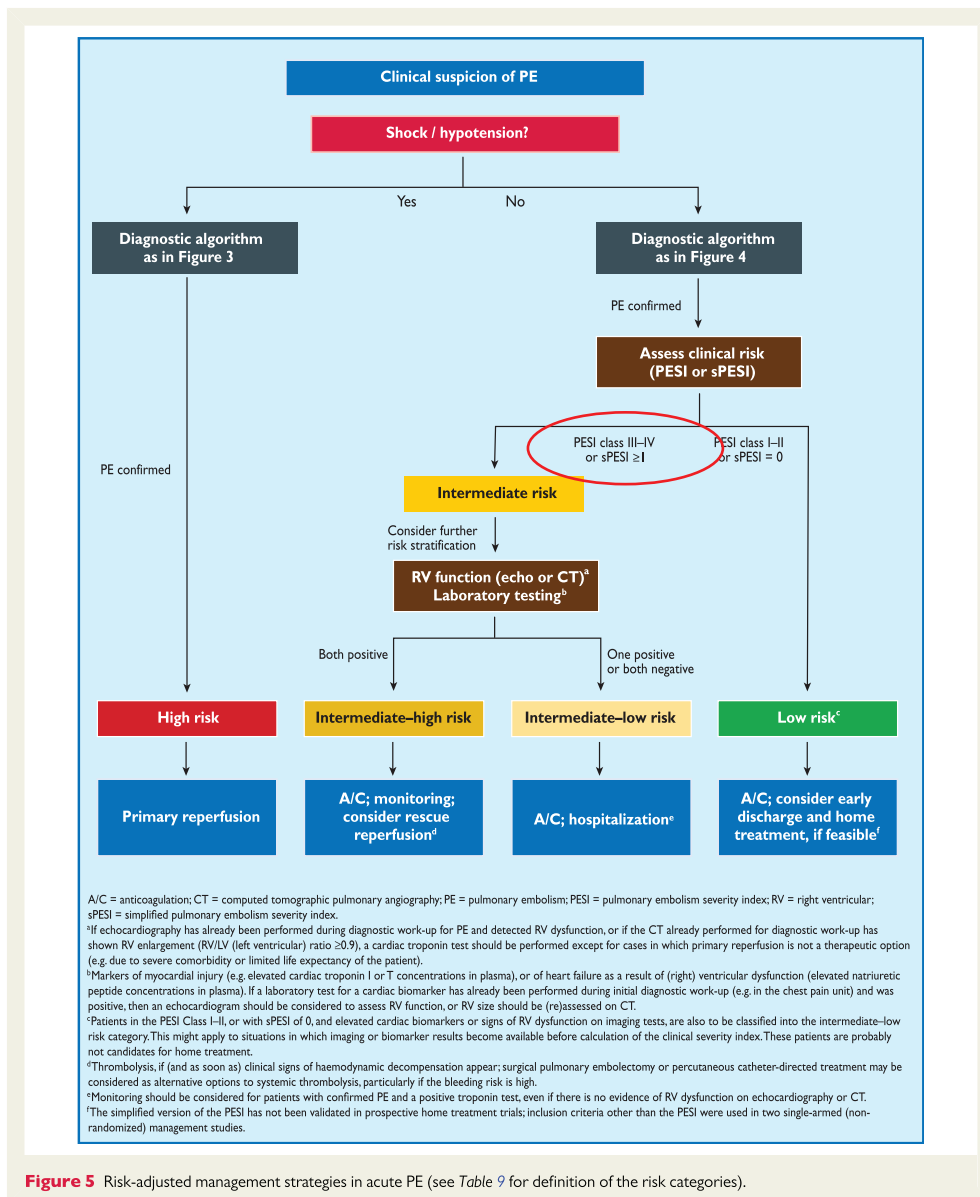 Clinical suspicion of PE
Shock / hypotension?
Yes
No
Diagnostic algorithm
as in Figure 3
Diagnostic algorithm
as in Figure 4
PE confirmed
Assess clinical risk
(PESI or sPESI)
PESI class III–IV
or sPESI ≥I
PESI class I–II
or sPESI = 0
PE confirmed
Intermediate risk
Consider further
risk stratification
RV function (echo or CT)ᵃ
Laboratory testingᵇ
Both positive
One positive
or both negative
High risk
Intermediate–high risk
Intermediate–low risk
Low riskᶜ
Primary reperfusion
A/C; monitoring;
consider rescue
reperfusionᵈ
A/C; hospitalizationᵉ
A/C; consider early
discharge and home
treatment, if feasibleᶠ
A/C = anticoagulation; CT = computed tomographic pulmonary angiography; PE = pulmonary embolism; PESI = pulmonary embolism severity index; RV = right ventricular;
sPESI = simplified pulmonary embolism severity index.
ᵃIf echocardiography has already been performed during diagnostic work-up for PE and detected RV dysfunction, or if the CT already performed for diagnostic work-up has
shown RV enlargement (RV/LV (left ventricular) ratio ≥0.9), a cardiac troponin test should be performed except for cases in which primary reperfusion is not a therapeutic option
(e.g. due to severe comorbidity or limited life expectancy of the patient).
ᵇMarkers of myocardial injury (e.g. elevated cardiac troponin I or T concentrations in plasma), or of heart failure as a result of (right) ventricular dysfunction (elevated natriuretic
peptide concentrations in plasma). If a laboratory test for a cardiac biomarker has already been performed during initial diagnostic work-up (e.g. in the chest pain unit) and was
positive, then an echocardiogram should be considered to assess RV function, or RV size should be (re)assessed on CT.
ᶜPatients in the PESI Class I–II, or with sPESI of 0, and elevated cardiac biomarkers or signs of RV dysfunction on imaging tests, are also to be classified into the intermediate–low
risk category. This might apply to situations in which imaging or biomarker results become available before calculation of the clinical severity index. These patients are probably
not candidates for home treatment.
ᵈThrombolysis, if (and as soon as) clinical signs of haemodynamic decompensation appear; surgical pulmonary embolectomy or percutaneous catheter-directed treatment may be
considered as alternative options to systemic thrombolysis, particularly if the bleeding risk is high.
ᵉMonitoring should be considered for patients with confirmed PE and a positive troponin test, even if there is no evidence of RV dysfunction on echocardiography or CT.
ᶠThe simplified version of the PESI has not been validated in prospective home treatment trials; inclusion criteria other than the PESI were used in two single-armed (non-
randomized) management studies.
Figure 5 Risk-adjusted management strategies in acute PE (see Table 9 for definition of the risk categories).